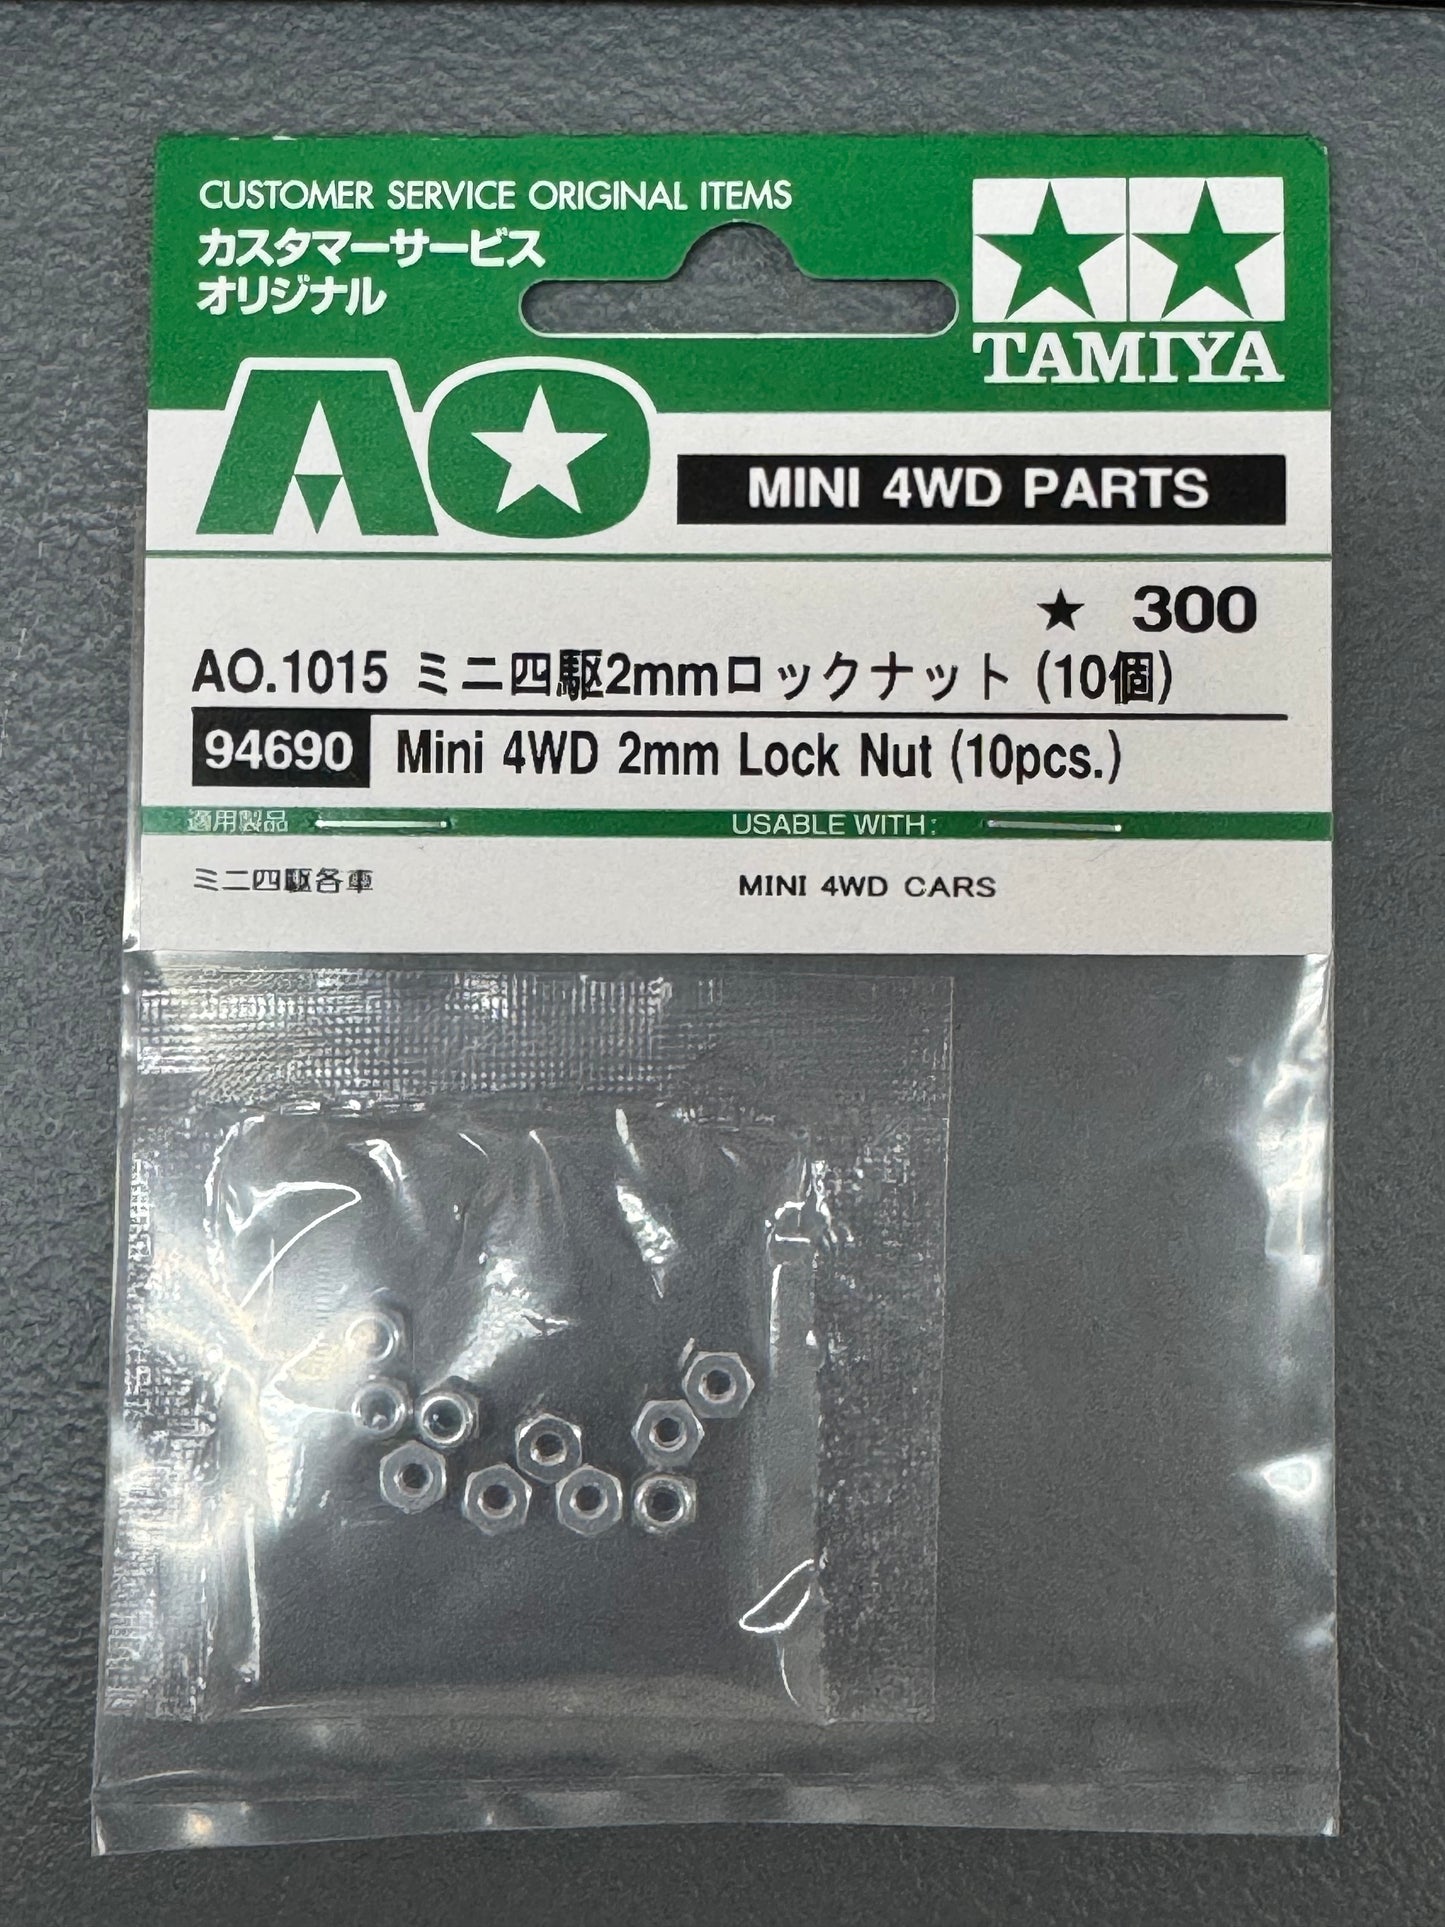 CUSTOMER SERVICE ORIGINAL ITEMS
カスタマーサービス
オリジナル
TAMIYA
AO
MINI 4WD PARTS
★ 300
AO.1015 ミニ四駆2mmロックナット (10個)
94690 Mini 4WD 2mm Lock Nut (10pcs.)
適用製品 USABLE WITH:
ミニ四駆各車 MINI 4WD CARS